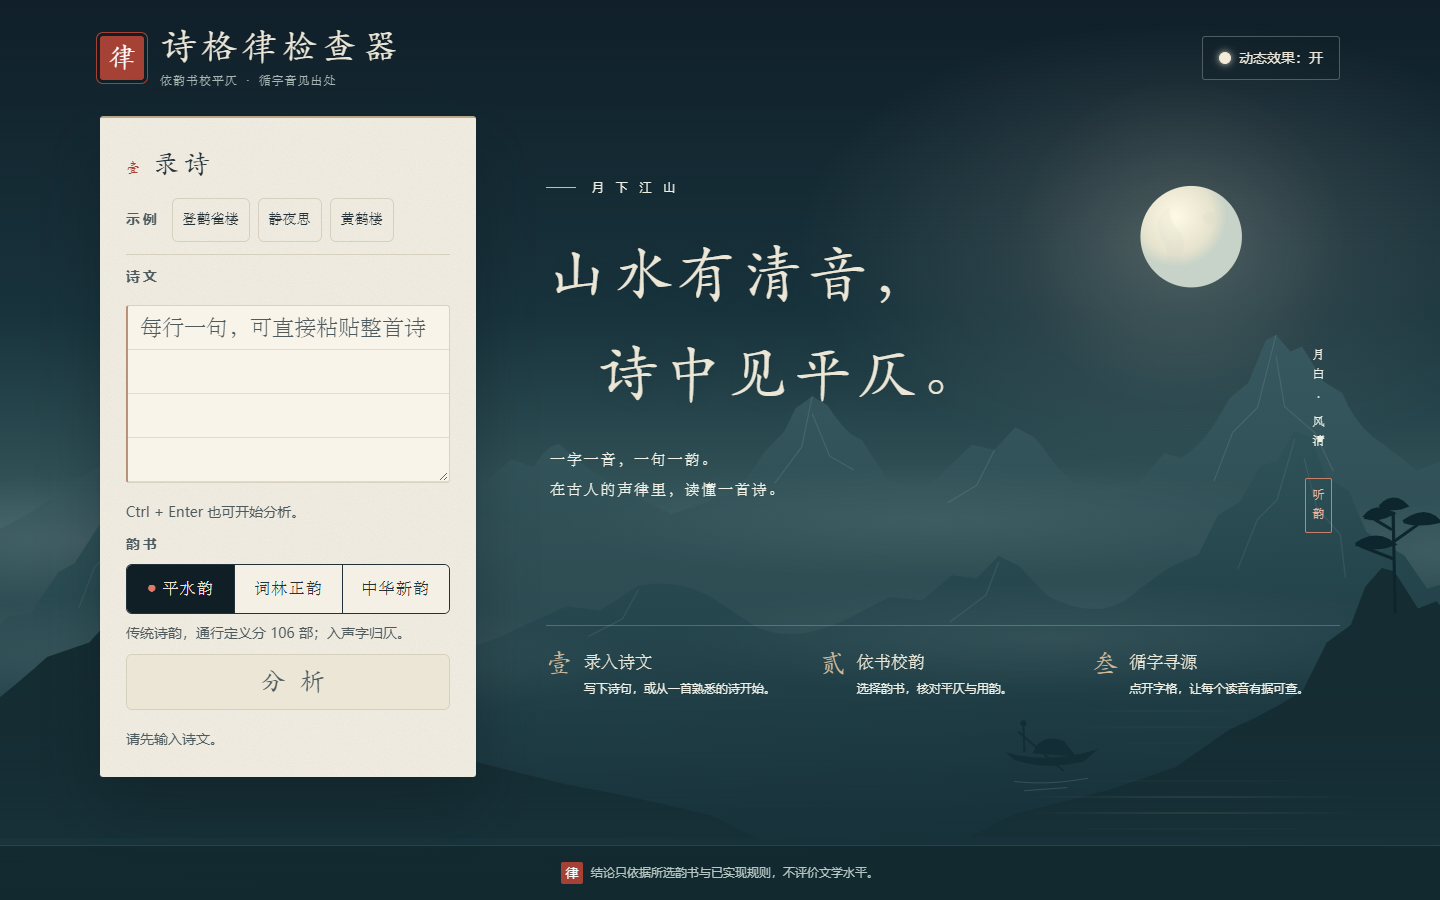 律
诗格律检查器
依韵书校平仄 · 循字音见出处
动态效果：开
壹 录诗
示例 登鹳雀楼 静夜思 黄鹤楼
诗文
每行一句，可直接粘贴整首诗
Ctrl + Enter 也可开始分析。
韵书
平水韵 词林正韵 中华新韵
传统诗韵，通行定义分 106 部；入声字归仄。
分析
请先输入诗文。
月下江山
山水有清音，
诗中见平仄。
一字一音，一句一韵。
在古人的声律里，读懂一首诗。
月白·风清
听韵
壹 录入诗文
写下诗句，或从一首熟悉的诗开始。
贰 依书校韵
选择韵书，核对平仄与用韵。
叁 循字寻源
点开字格，让每个读音有据可查。
律 结论只依据所选韵书与已实现规则，不评价文学水平。